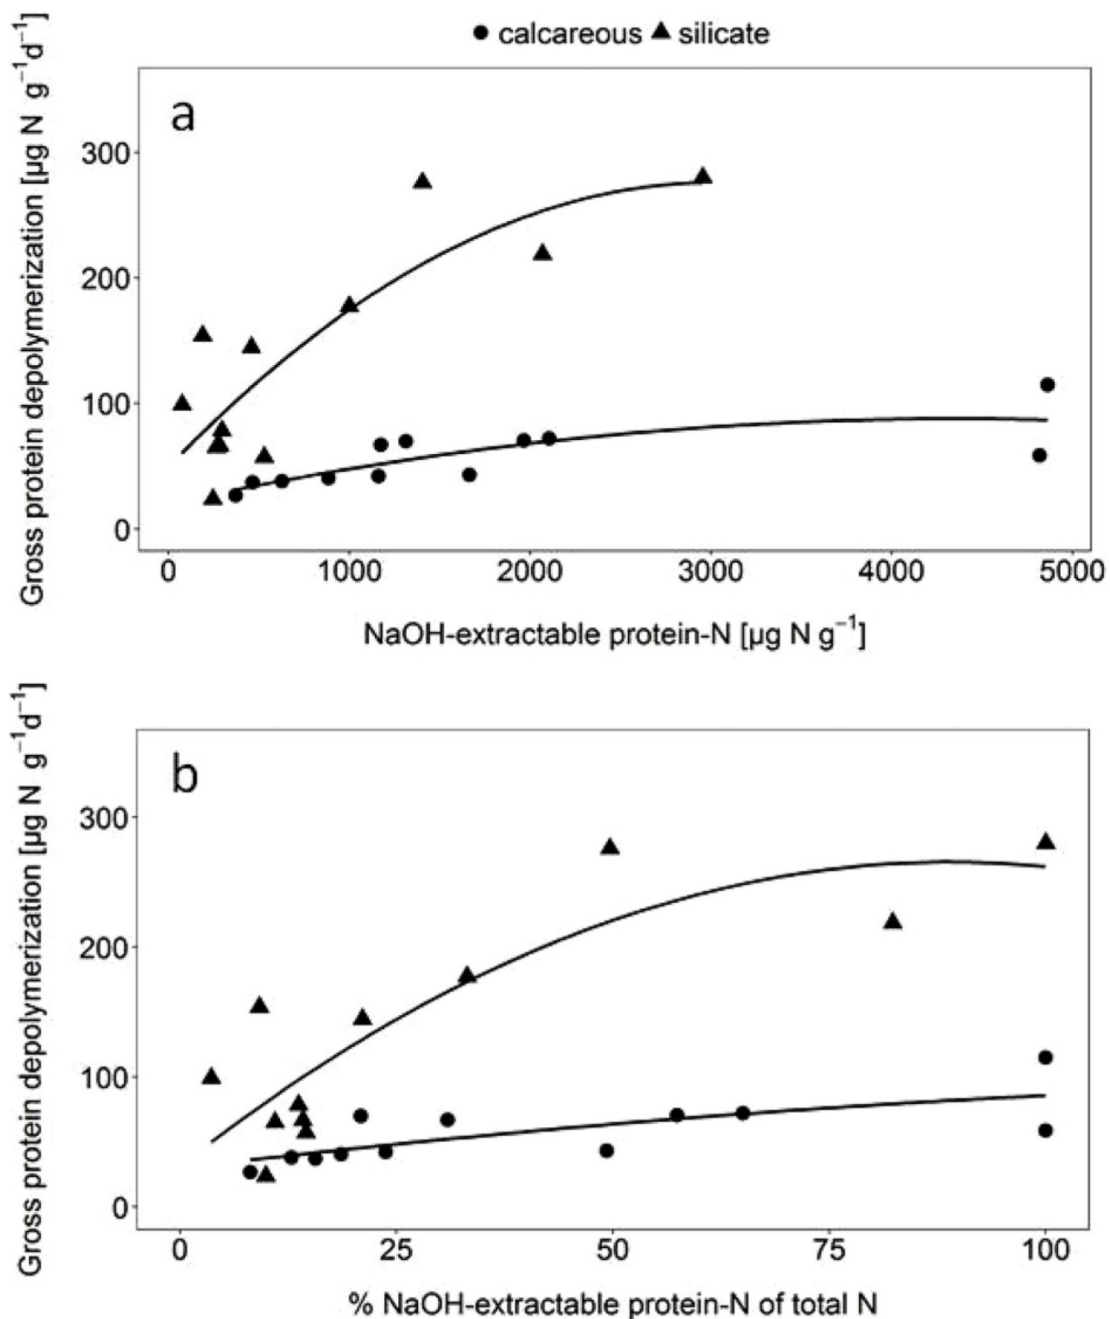 ● calcareous ▲ silicate
a
Gross protein depolymerization [µg N g⁻¹d⁻¹]
300
200
100
0
0 1000 2000 3000 4000 5000
NaOH-extractable protein-N [µg N g⁻¹]
b
Gross protein depolymerization [µg N g⁻¹d⁻¹]
300
200
100
0
0 25 50 75 100
% NaOH-extractable protein-N of total N